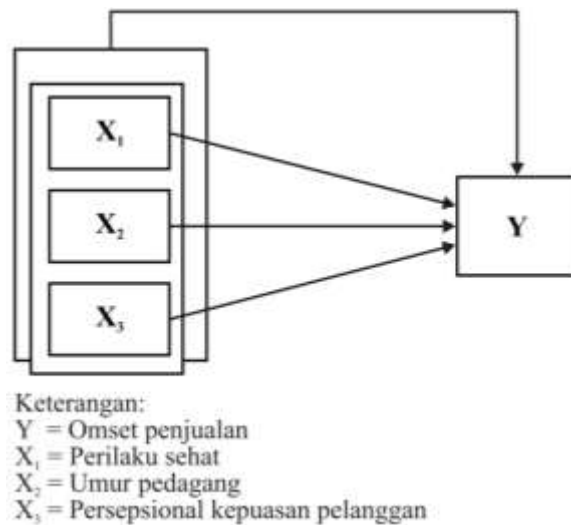 X₁
X₂
Y
X₃
Keterangan:
Y = Omset penjualan
X₁ = Perilaku sehat
X₂ = Umur pedagang
X₃ = Persepsional kepuasan pelanggan